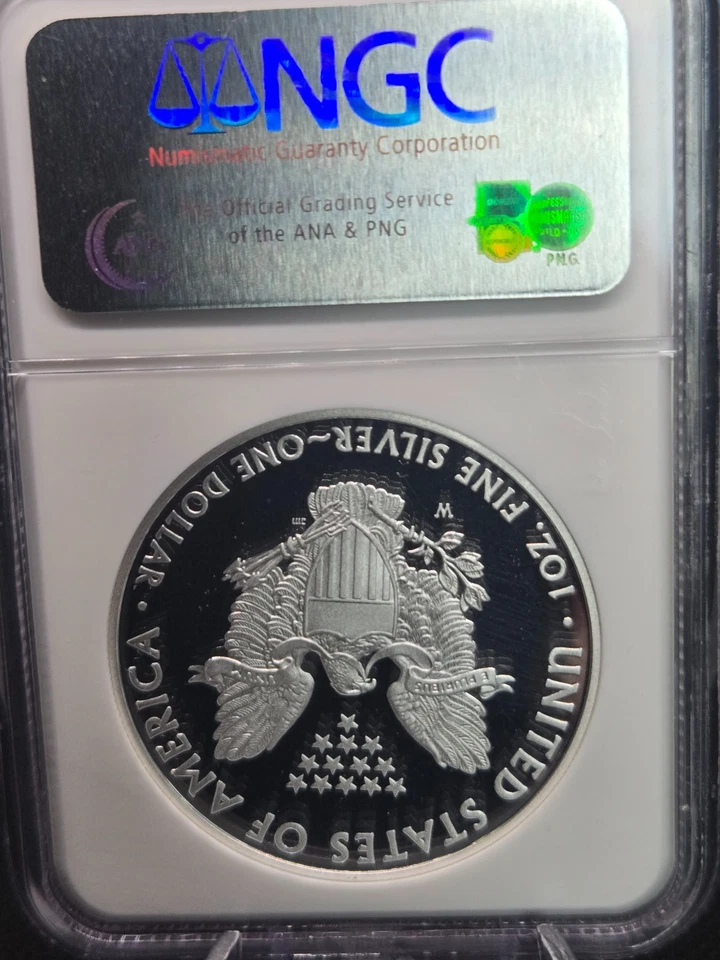 NGC
Numismatic Guaranty Corporation
The Official Grading Service
of the ANA & PNG
P.N.G.
UNITED STATES OF AMERICA • 1 OZ. FINE SILVER~ONE DOLLAR •
W
E PLURIBUS